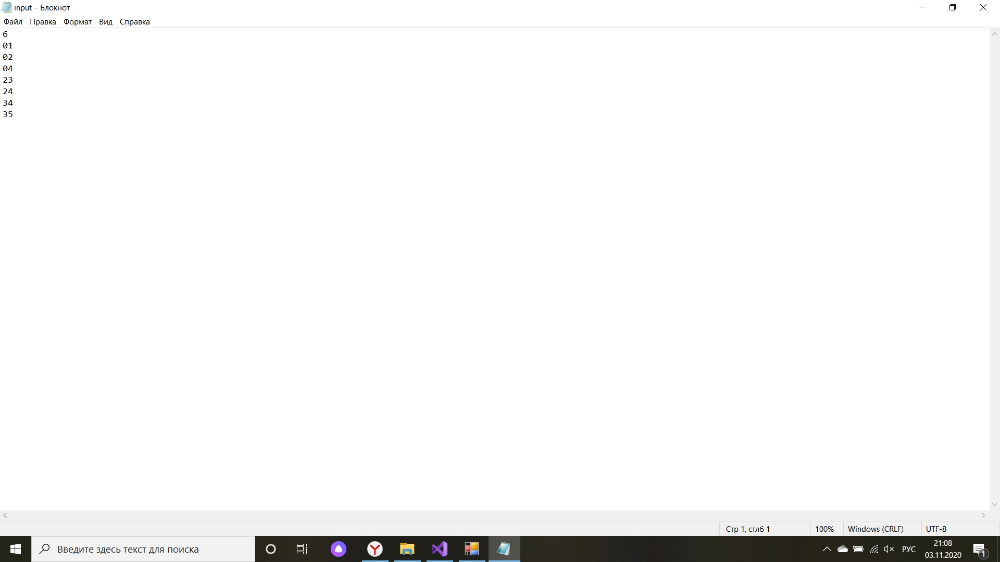 input – Блокнот
Файл Правка Формат Вид Справка
6
01
02
04
23
24
34
35
Стр 1, стлб 1 100% Windows (CRLF) UTF-8
Введите здесь текст для поиска
РУС
21:08
03.11.2020
1